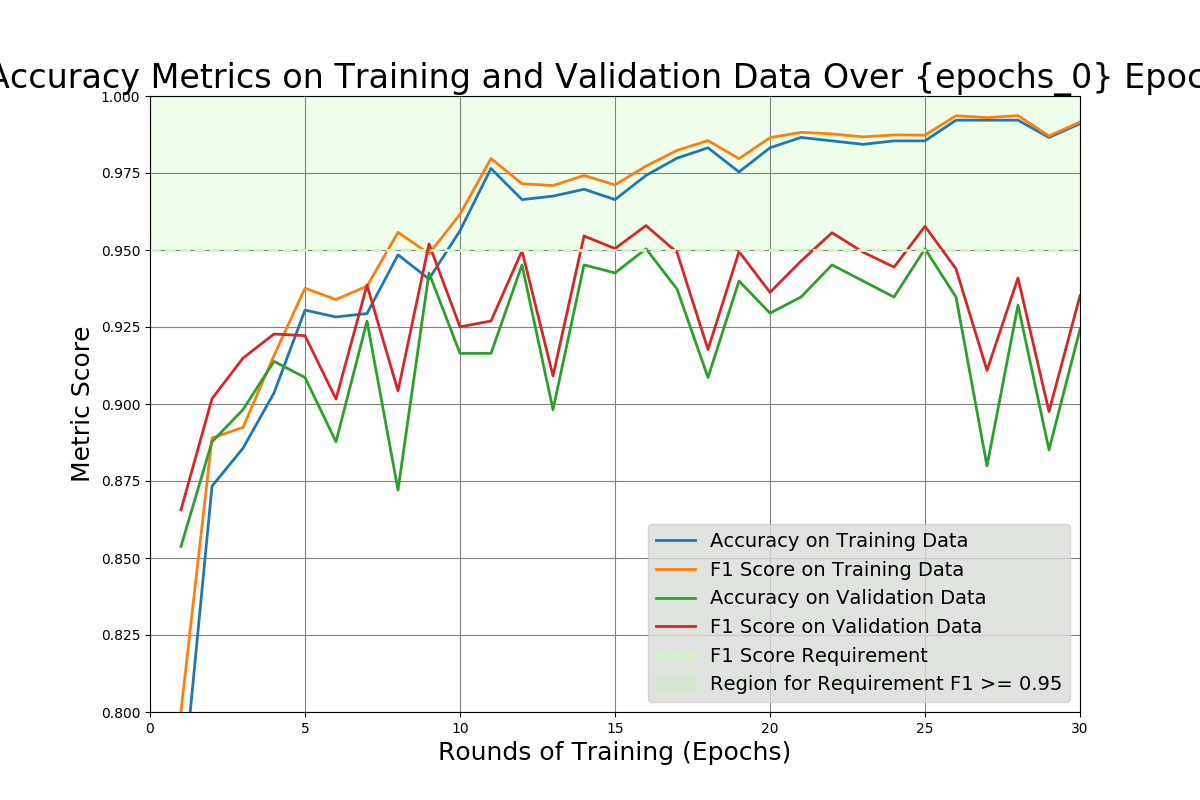 Accuracy Metrics on Training and Validation Data Over {epochs_0} Epoc
1.000
0.975
0.950
0.925
0.900
0.875
0.850
0.825
0.800
Metric Score
0 5 10 15 20 25 30
Rounds of Training (Epochs)
Accuracy on Training Data
F1 Score on Training Data
Accuracy on Validation Data
F1 Score on Validation Data
F1 Score Requirement
Region for Requirement F1 >= 0.95